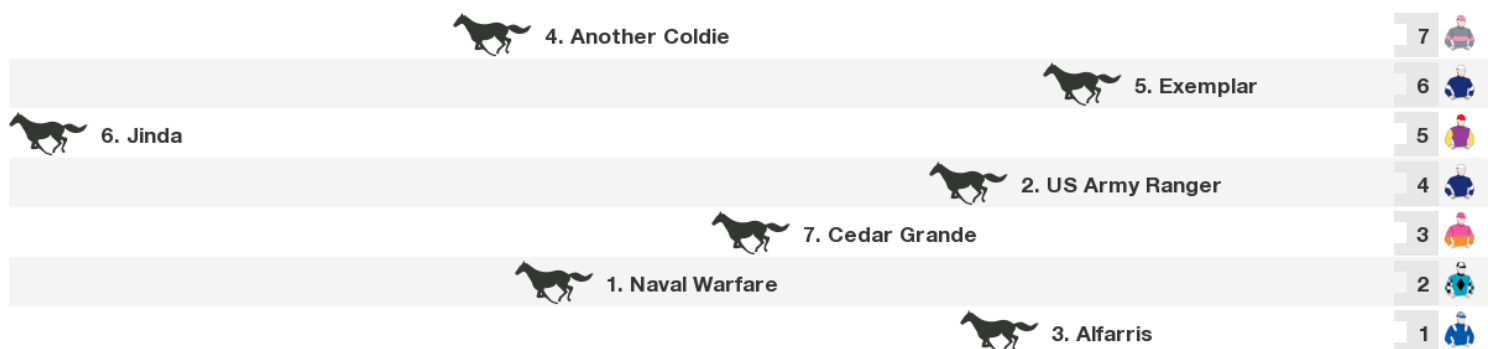 4. Another Coldie 7
5. Exemplar 6
6. Jinda 5
2. US Army Ranger 4
7. Cedar Grande 3
1. Naval Warfare 2
3. Alfarris 1